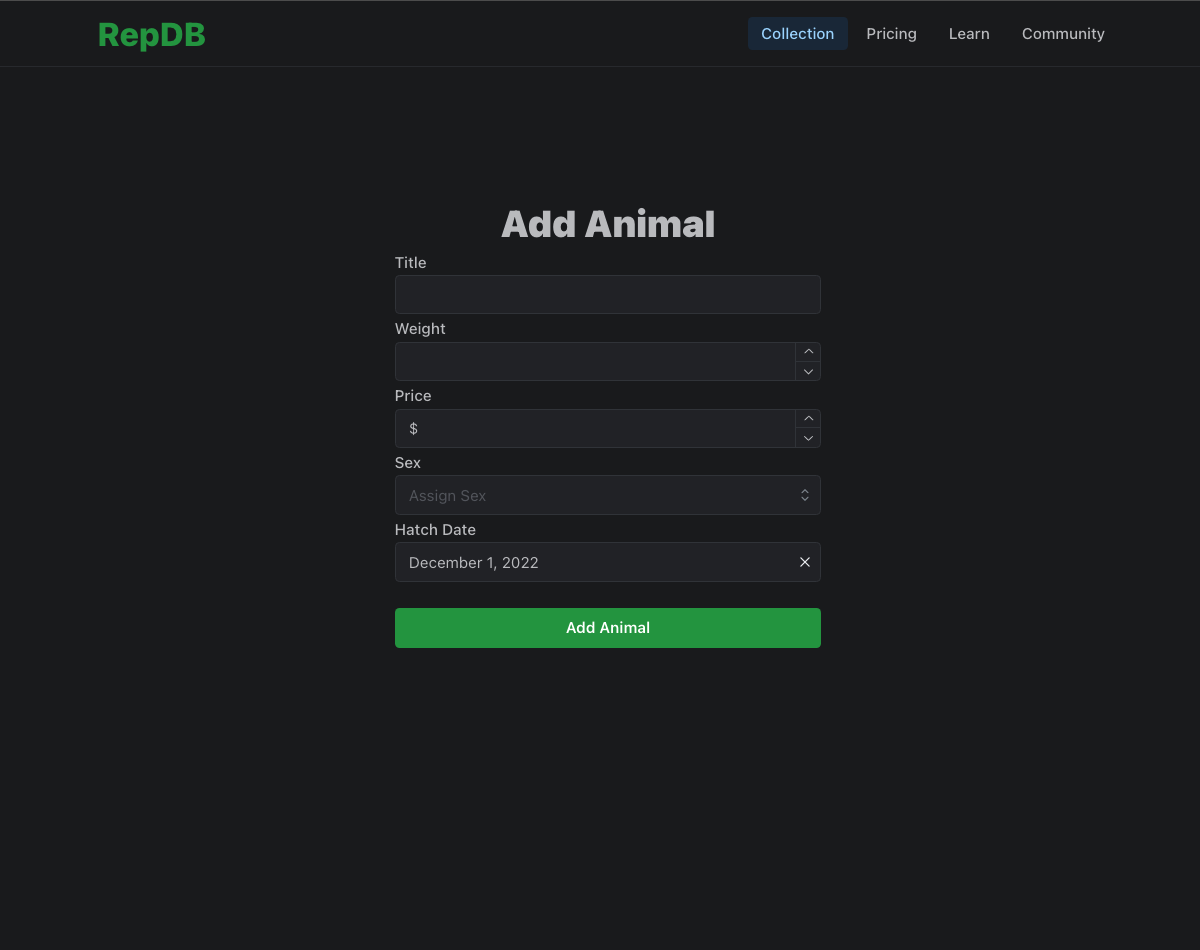 RepDB
Collection Pricing Learn Community
Add Animal
Title
Weight
Price
$
Sex
Assign Sex
Hatch Date
December 1, 2022
Add Animal